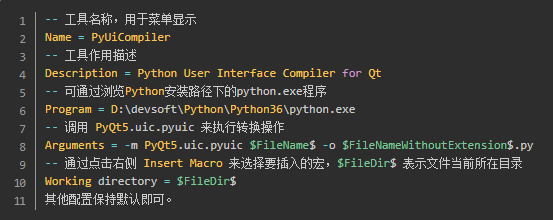 1 -- 工具名称，用于菜单显示
2 Name = PyUiCompiler
3 -- 工具作用描述
4 Description = Python User Interface Compiler for Qt
5 -- 可通过浏览Python安装路径下的python.exe程序
6 Program = D:\devsoft\Python\Python36\python.exe
7 -- 调用 PyQt5.uic.pyuic 来执行转换操作
8 Arguments = -m PyQt5.uic.pyuic $FileName$ -o $FileNameWithoutExtension$.py
9 -- 通过点击右侧 Insert Macro 来选择要插入的宏，$FileDir$ 表示文件当前所在目录
10 Working directory = $FileDir$
11 其他配置保持默认即可。